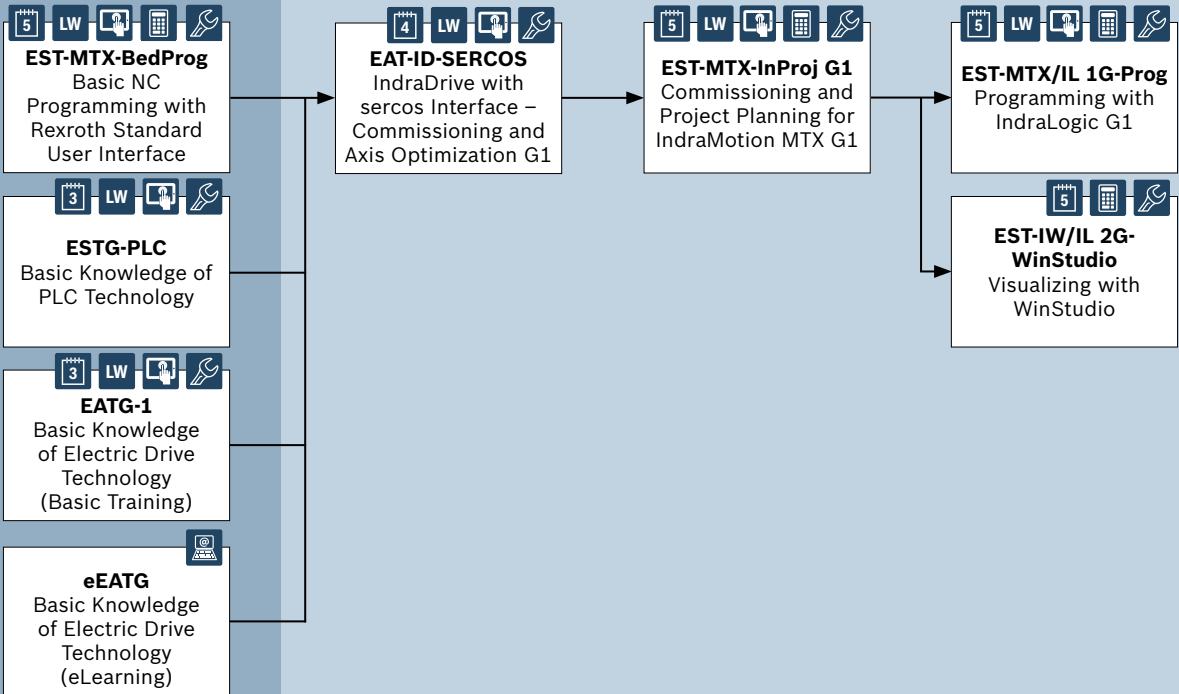 5 LW
EST-MTX-BedProg
Basic NC
Programming with
Rexroth Standard
User Interface
3 LW
ESTG-PLC
Basic Knowledge of
PLC Technology
3 LW
EATG-1
Basic Knowledge
of Electric Drive
Technology
(Basic Training)
@
eEATG
Basic Knowledge
of Electric Drive
Technology
(eLearning)
4 LW
EAT-ID-SERCOS
IndraDrive with
sercos Interface –
Commissioning and
Axis Optimization G1
5 LW
EST-MTX-InProj G1
Commissioning and
Project Planning for
IndraMotion MTX G1
5 LW
EST-MTX/IL 1G-Prog
Programming with
IndraLogic G1
5
EST-IW/IL 2G-
WinStudio
Visualizing with
WinStudio